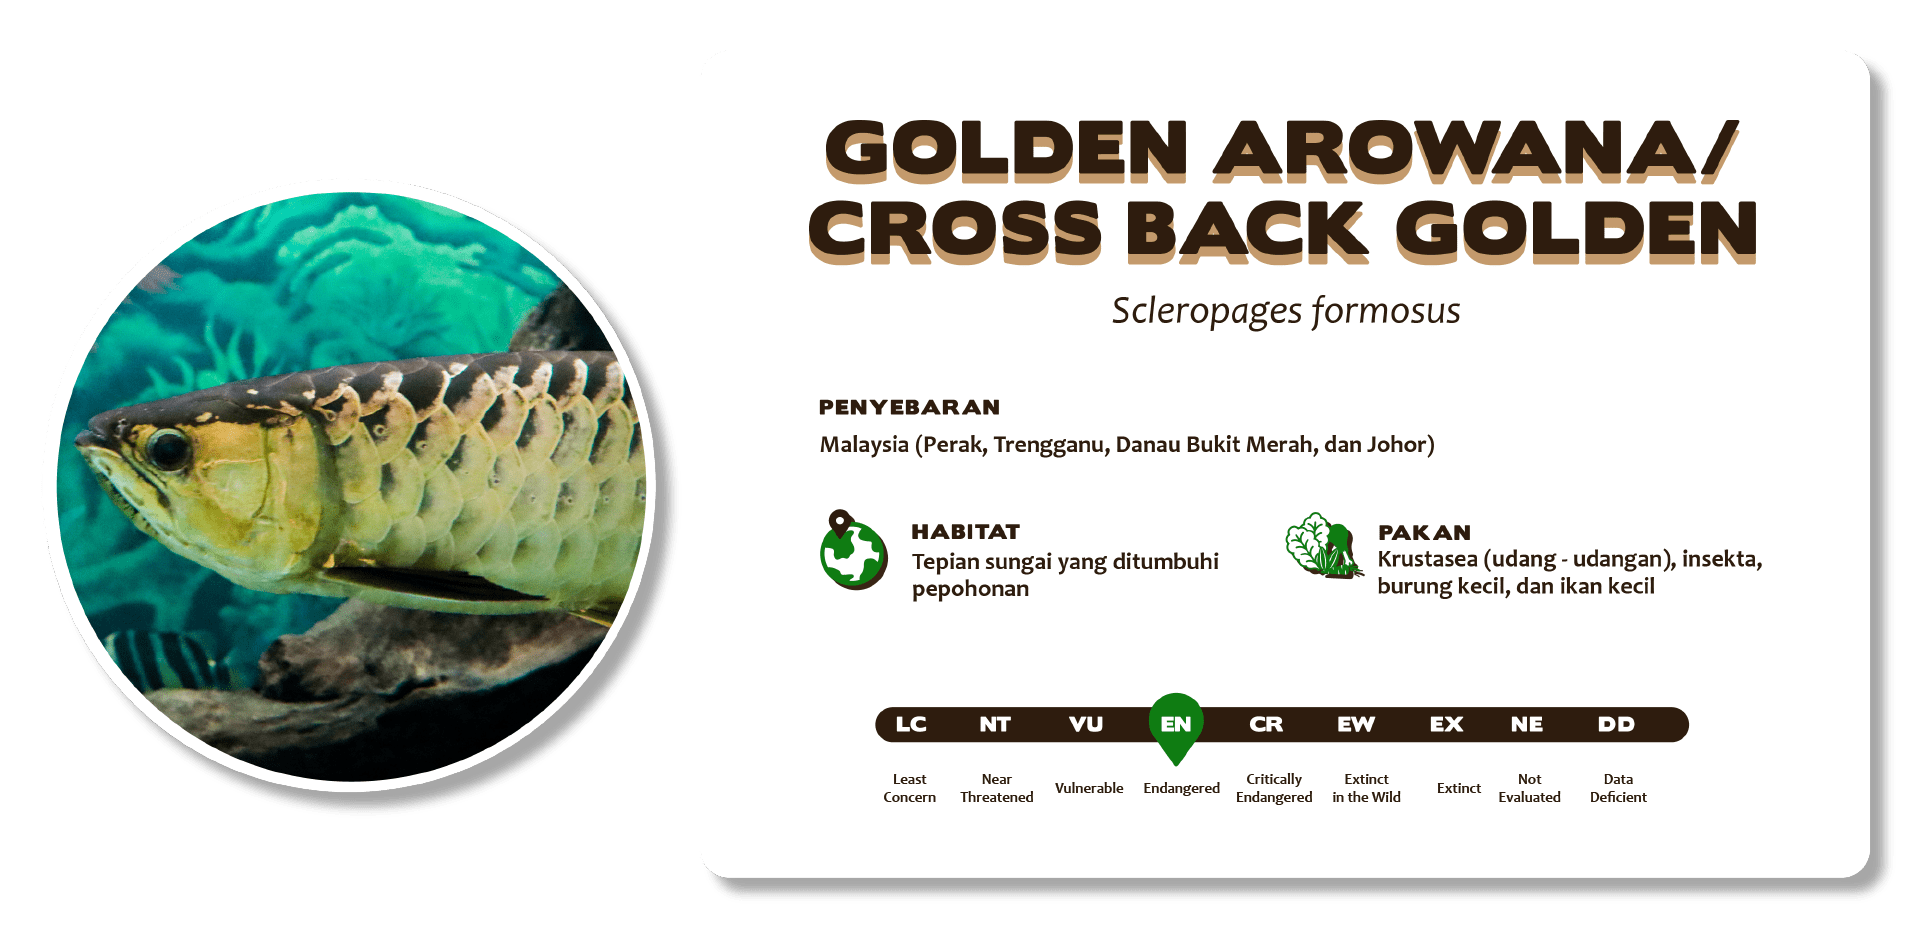 GOLDEN AROWANA/
CROSS BACK GOLDEN
Scleropages formosus
PENYEBARAN
Malaysia (Perak, Trengganu, Danau Bukit Merah, dan Johor)
HABITAT
Tepian sungai yang ditumbuhi
pepohonan
PAKAN
Krustasea (udang - udangan), insekta,
burung kecil, dan ikan kecil
LC NT VU EN CR EW EX NE DD
Least Concern
Near Threatened
Vulnerable
Endangered
Critically Endangered
Extinct in the Wild
Extinct
Not Evaluated
Data Deficient